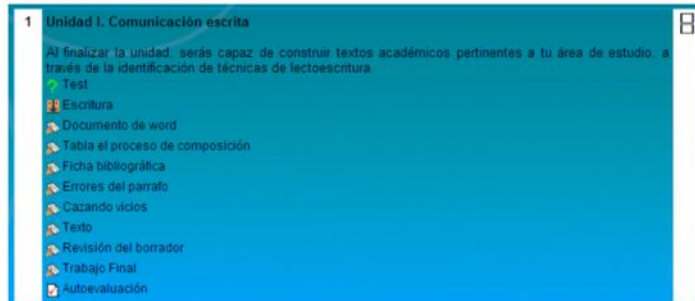 1 Unidad I. Comunicación escrita
Al finalizar la unidad, serás capaz de construir textos académicos pertinentes a tu área de estudio, a
través de la identificación de técnicas de lectoescritura.
Test
Escritura
Documento de word
Tabla el proceso de composición
Ficha bibliográfica
Errores del parrafo
Cazando vicios
Texto
Revisión del borrador
Trabajo Final
Autoevaluación